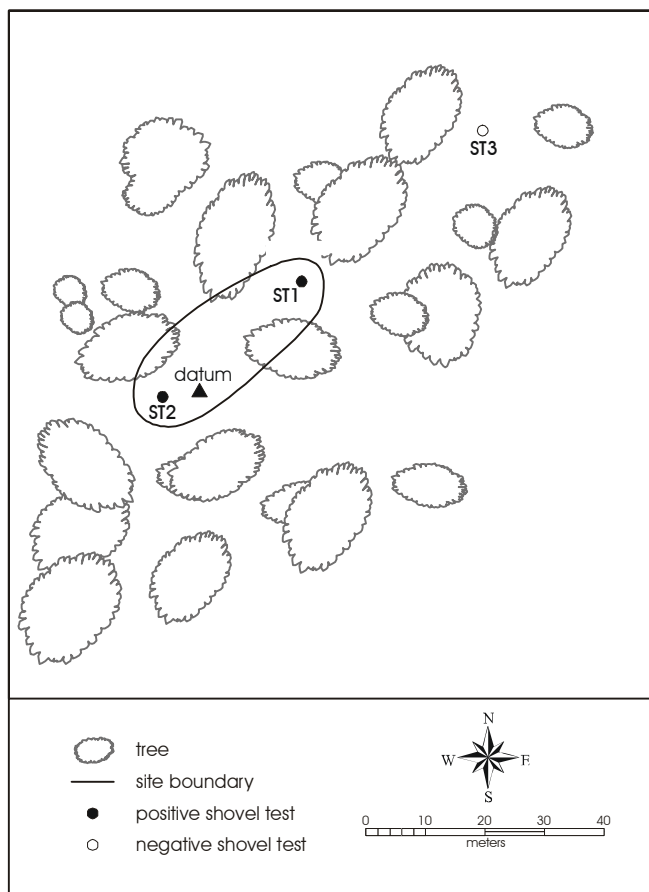 ST3
ST1
datum
ST2
N
tree
W E
site boundary
S
positive shovel test
0 10 20 30 40
negative shovel test
meters